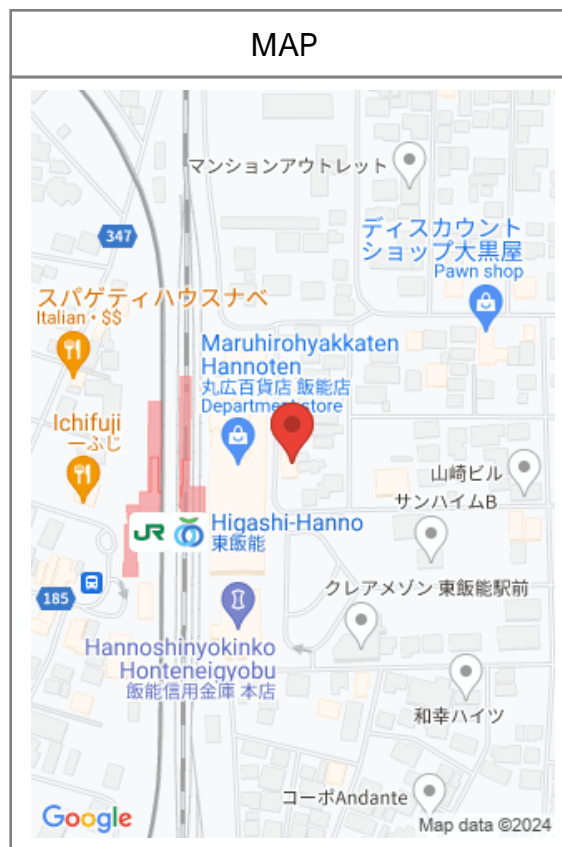 MAP
マンションアウトレット
347
ディスカウント
ショップ大黒屋
Pawn shop
スパゲティハウスナベ
Italian・$$
Maruhirohyakkaten
Hannoten
丸広百貨店 飯能店
Department store
Ichifuji
一ふじ
山崎ビル
サンハイムB
JR
Higashi-Hanno
東飯能
クレアメゾン 東飯能駅前
185
Hannoshinyokinko
Honteneigyobu
飯能信用金庫 本店
和幸ハイツ
コーポAndante
Google
Map data ©2024